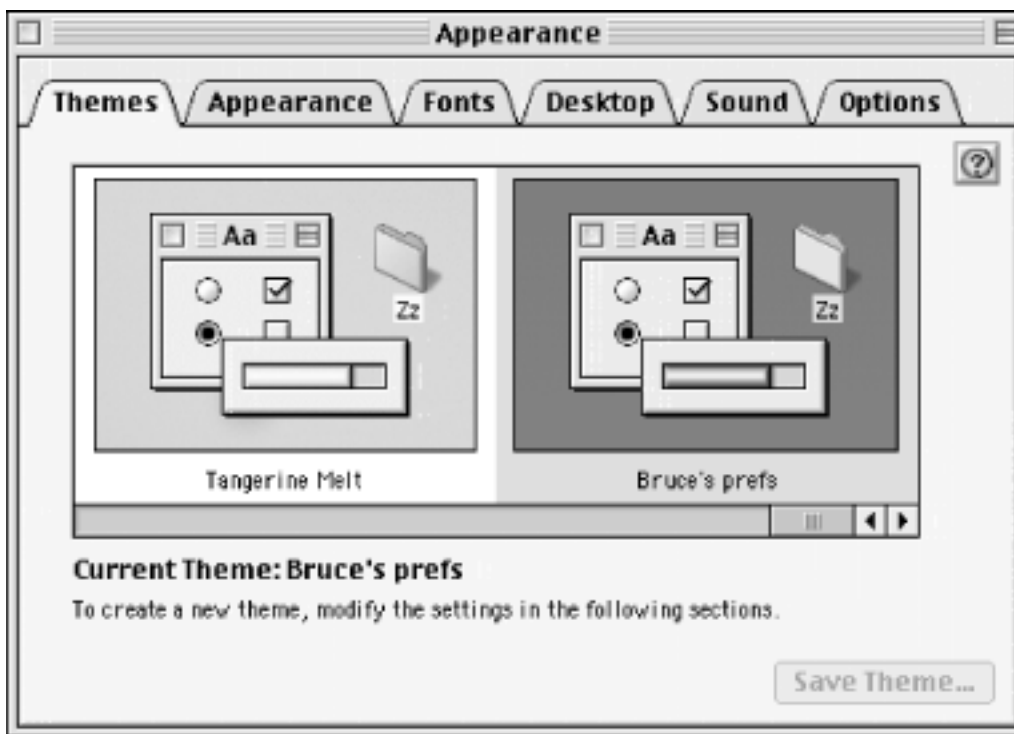 Appearance
Themes Appearance Fonts Desktop Sound Options
?
Aa Aa
Zz Zz
Tangerine Melt Bruce's prefs
Current Theme: Bruce's prefs
To create a new theme, modify the settings in the following sections.
Save Theme...